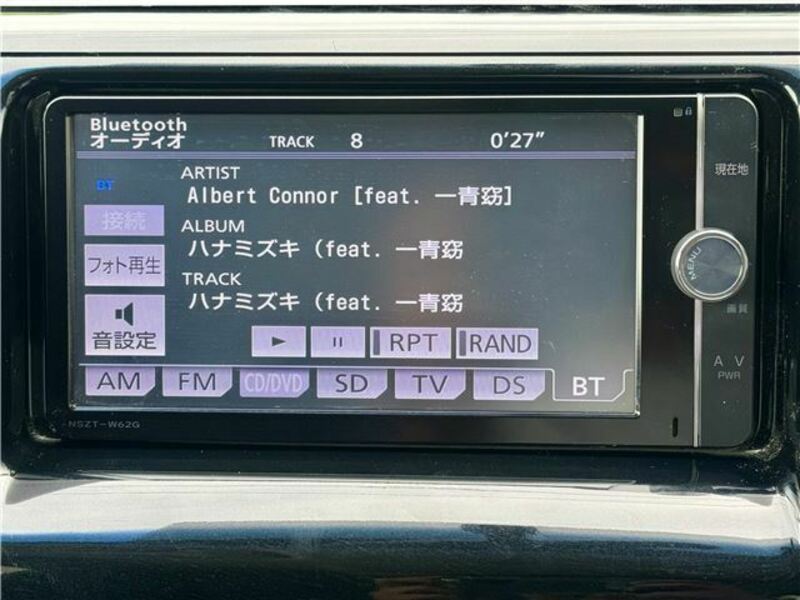 Bluetooth
オーディオ TRACK 8 0'27"
ARTIST
Albert Connor [feat. 一青窈]
BT
接続
ALBUM
ハナミズキ (feat. 一青窈
フォト再生
TRACK
ハナミズキ (feat. 一青窈
音設定
RPT RAND
AM FM CD/DVD SD TV DS BT
NSZT-W62G
現在地
MENU
画質
AV
PWR